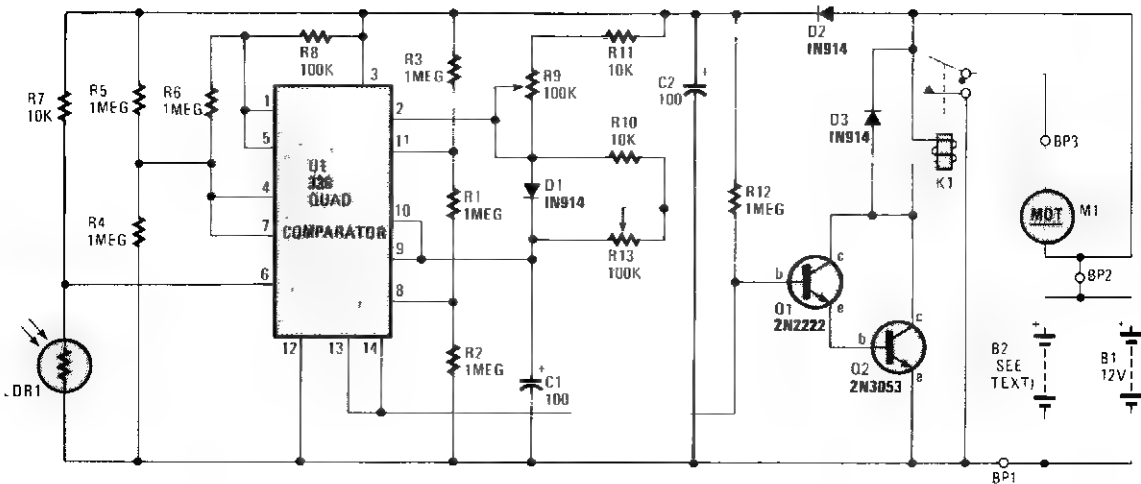 R7
10K
R5
1MEG
R6
1MEG
R4
1MEG
R8
100K
3
1
5
4
7
6
12
13
14
2
11
10
9
8
U1
339
QUAD
COMPARATOR
R3
1MEG
R1
1MEG
R2
1MEG
R9
100K
R11
10K
R10
10K
D1
1N914
R13
100K
+
C1
100
+
C2
100
R12
1MEG
D2
1N914
D3
1N914
K1
b
c
e
Q1
2N2222
b
c
e
Q2
2N3053
BP3
MOT
M1
BP2
+
B2
SEE
TEXT)
+
B1
12V
BP1
DR1